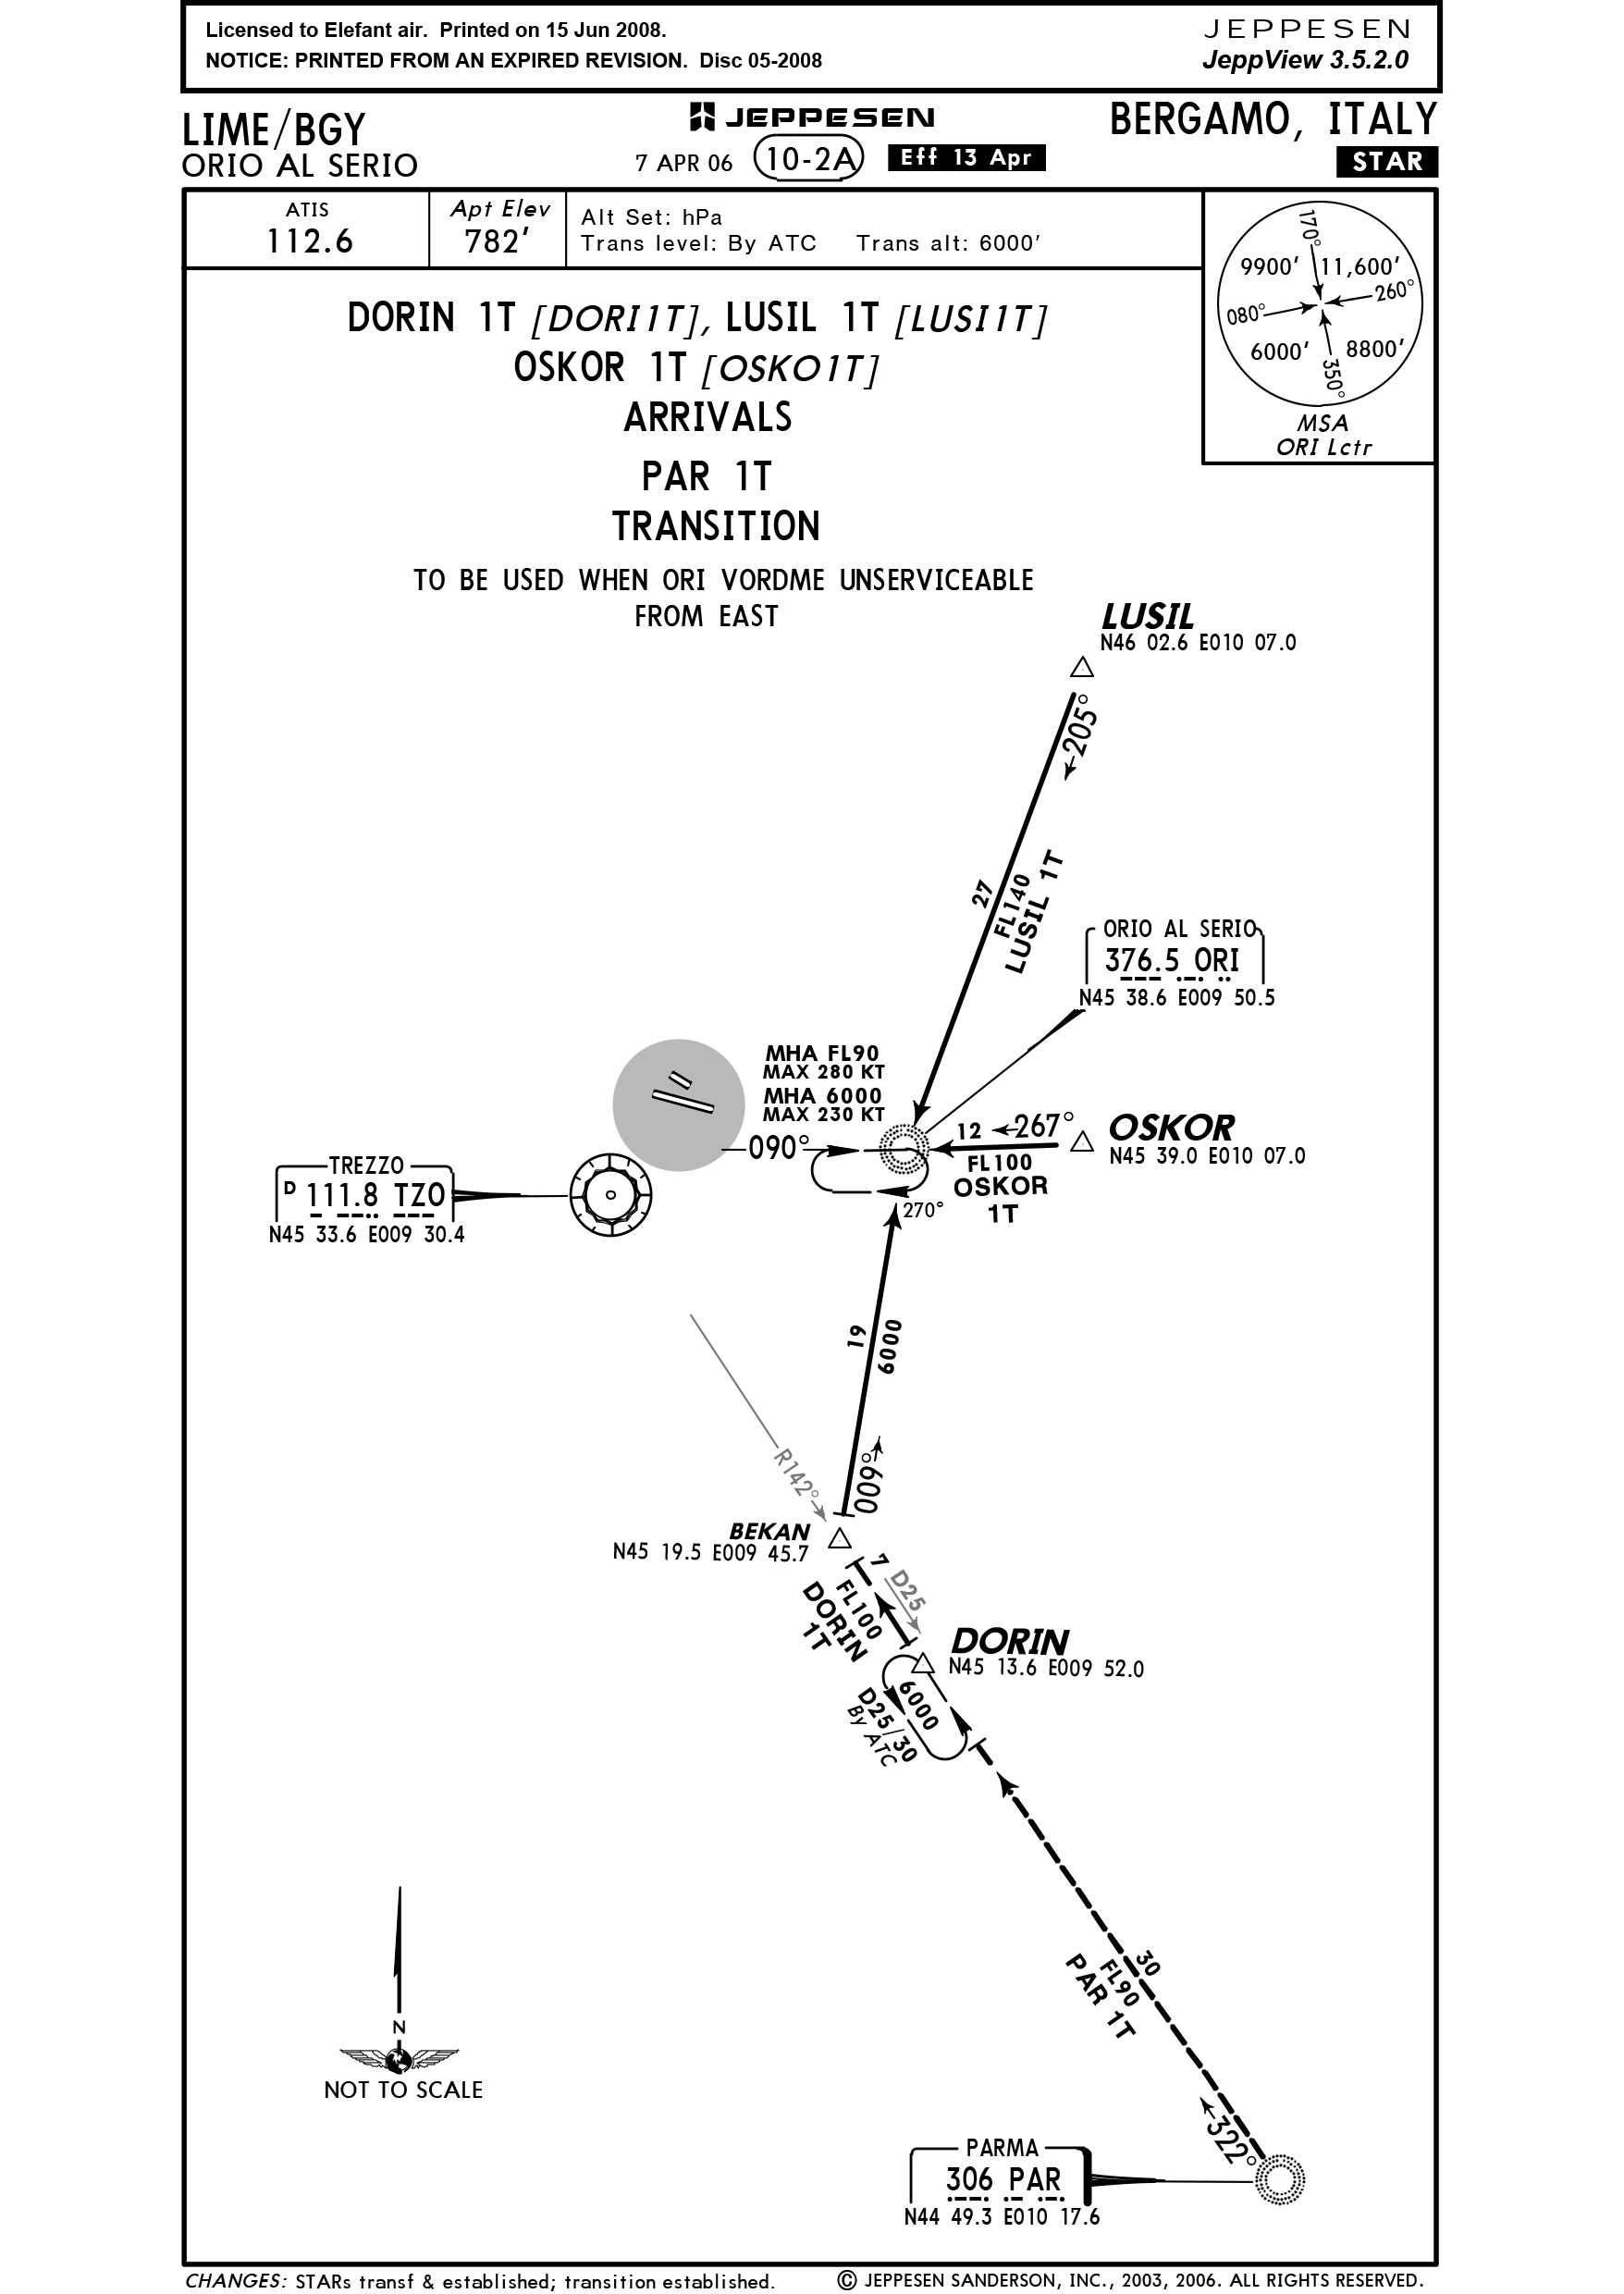 Licensed to Elefant air. Printed on 15 Jun 2008.
NOTICE: PRINTED FROM AN EXPIRED REVISION. Disc 05-2008
JEPPESEN
JeppView 3.5.2.0
LIME/BGY
ORIO AL SERIO
JEPPESEN
7 APR 06 10-2A Eff 13 Apr
BERGAMO, ITALY
STAR
ATIS
112.6
Apt Elev
782'
Alt Set: hPa
Trans level: By ATC Trans alt: 6000'
170°
9900' 11,600'
260°
080°
6000' 8800'
350°
MSA
ORI Lctr
DORIN 1T [DORI1T], LUSIL 1T [LUSI1T]
OSKOR 1T [OSKO1T]
ARRIVALS
PAR 1T
TRANSITION
TO BE USED WHEN ORI VORDME UNSERVICEABLE
FROM EAST
LUSIL
N46 02.6 E010 07.0
205°
27
FL140
LUSIL 1T
ORIO AL SERIO
376.5 ORI
N45 38.6 E009 50.5
MHA FL90
MAX 280 KT
MHA 6000
MAX 230 KT
090°
270°
12 267°
FL100
OSKOR
1T
OSKOR
N45 39.0 E010 07.0
TREZZO
D 111.8 TZO
N45 33.6 E009 30.4
19
6000
009°
R142°
BEKAN
N45 19.5 E009 45.7
7
D25
FL100
DORIN
1T
DORIN
N45 13.6 E009 52.0
6000
D25/30
By ATC
30
FL90
PAR 1T
322°
N
NOT TO SCALE
PARMA
306 PAR
N44 49.3 E010 17.6
CHANGES: STARs transf & established; transition established.
© JEPPESEN SANDERSON, INC., 2003, 2006. ALL RIGHTS RESERVED.